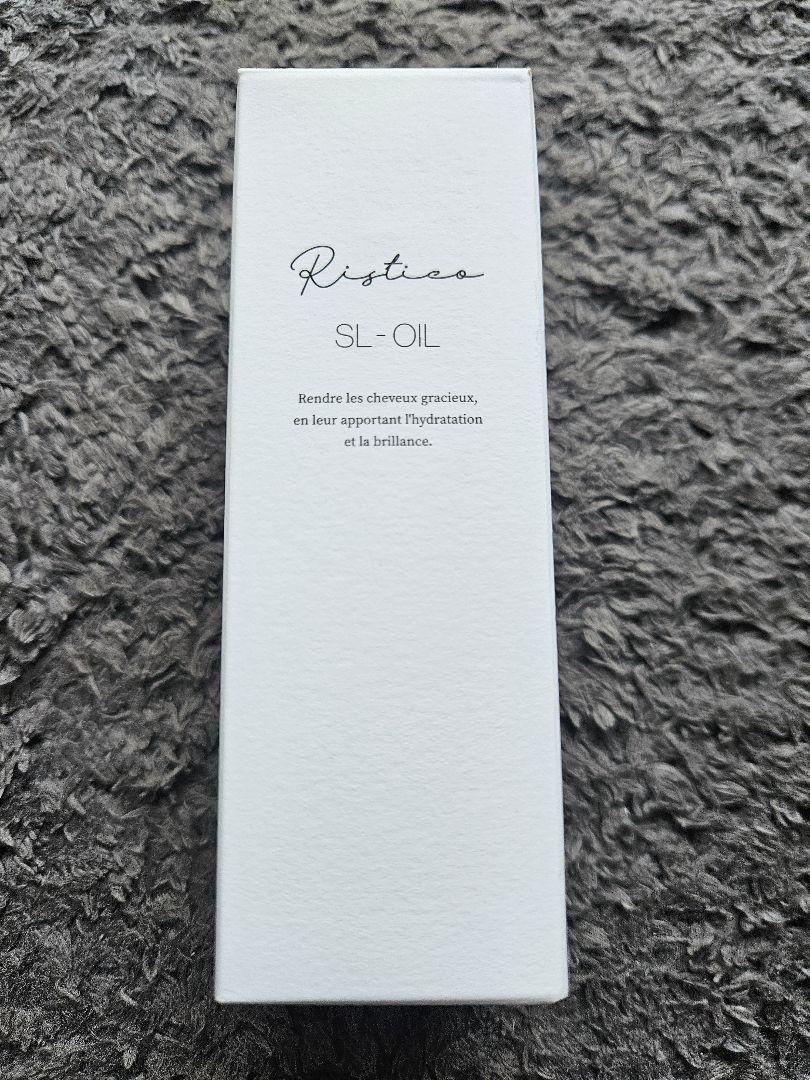 Ristico
SL-OIL
Rendre les cheveux gracieux,
en leur apportant l'hydratation
et la brillance.